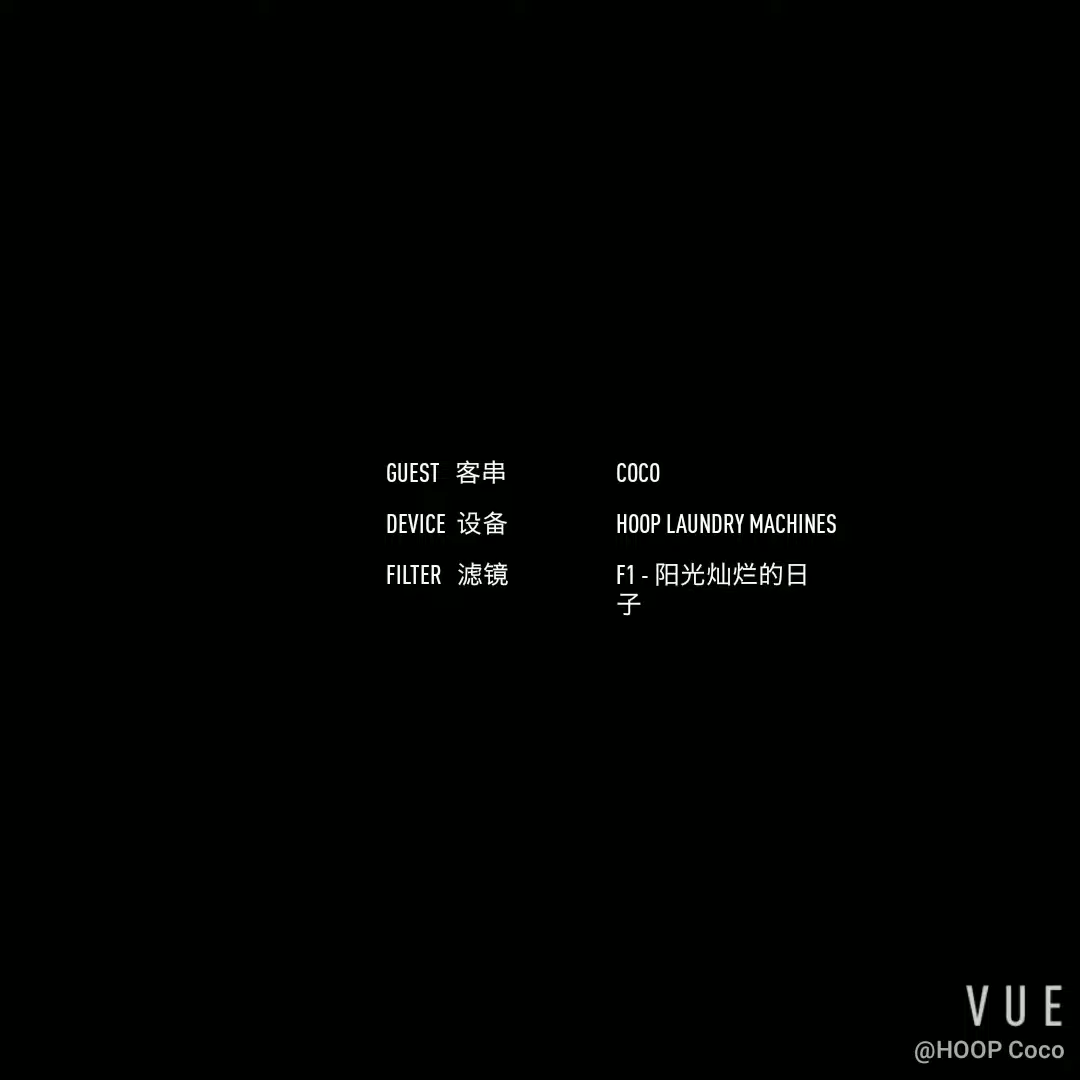 GUEST 客串 COCO
DEVICE 设备 HOOP LAUNDRY MACHINES
FILTER 滤镜 F1 - 阳光灿烂的日
子
VUE
@HOOP Coco